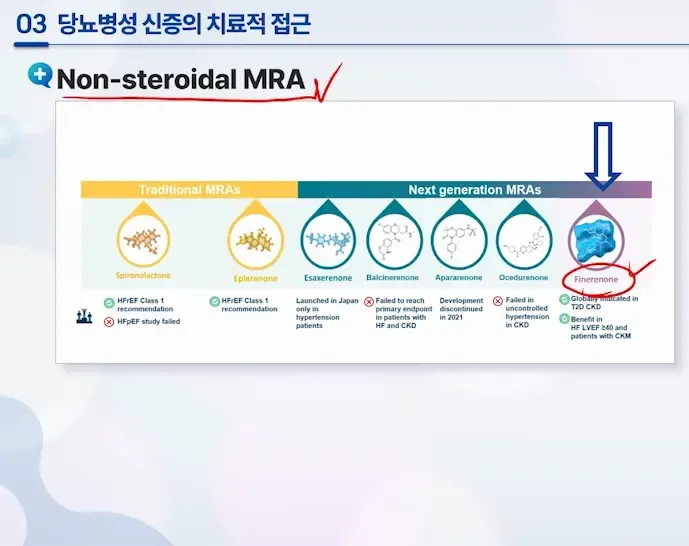 03 당뇨병성 신증의 치료적 접근
Non-steroidal MRA
Traditional MRAs
Next generation MRAs
Spironolactone
Eplerenone
Esaxerenone
Balcinerenone
Apararenone
Ocedurenone
Finerenone
HFrEF Class 1
recommendation
HFpEF study failed
HFrEF Class 1
recommendation
Launched in Japan
only in
hypertension
patients
Failed to reach
primary endpoint
in patients with
HF and CKD
Development
discontinued
in 2021
Failed in
uncontrolled
hypertension
in CKD
Globally indicated in
T2D CKD
Benefit in
HF LVEF ≥40 and
patients with CKM